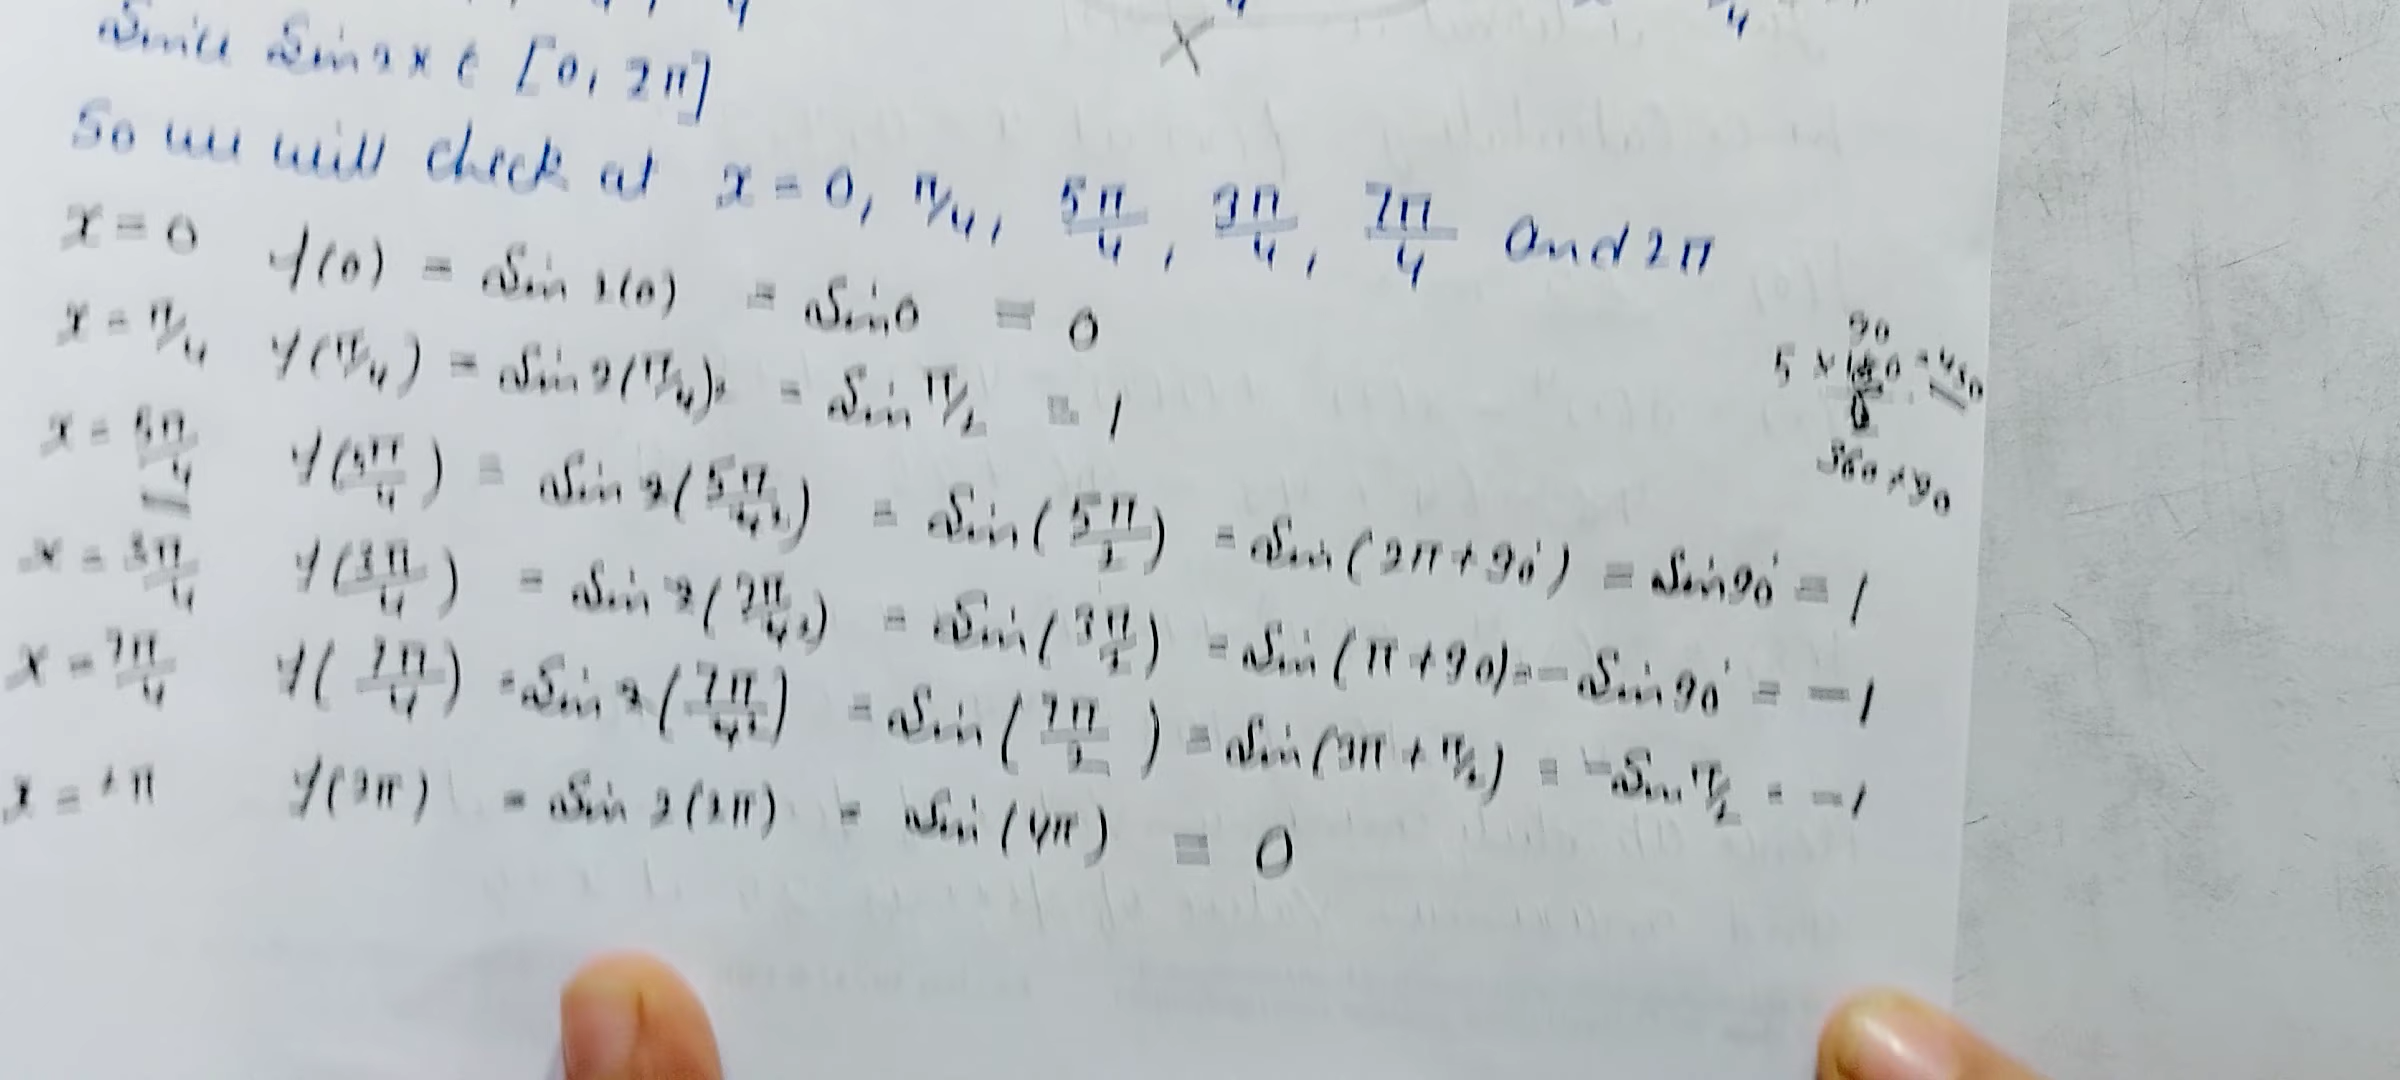 Since Sin 2x ∈ [0, 2π]
So we will check at x = 0, π/4, 5π/4, 3π/4, 7π/4 and 2π
x = 0 y(0) = Sin 2(0) = Sin 0 = 0
x = π/4 y(π/4) = Sin 2(π/4) = Sin π/2 = 1
90
5 × 180 = 450
360 + 90
x = 5π/4 y(5π/4) = Sin 2(5π/4) = Sin(5π/2) = Sin(2π + 90°) = Sin 90° = 1
x = 3π/4 y(3π/4) = Sin 2(3π/4) = Sin(3π/2) = Sin(π + 90) = - Sin 90° = -1
x = 7π/4 y(7π/4) = Sin 2(7π/4) = Sin(7π/2) = Sin(3π + π/2) = -Sin π/2 = -1
x = 2π y(2π) = Sin 2(2π) = Sin(4π) = 0